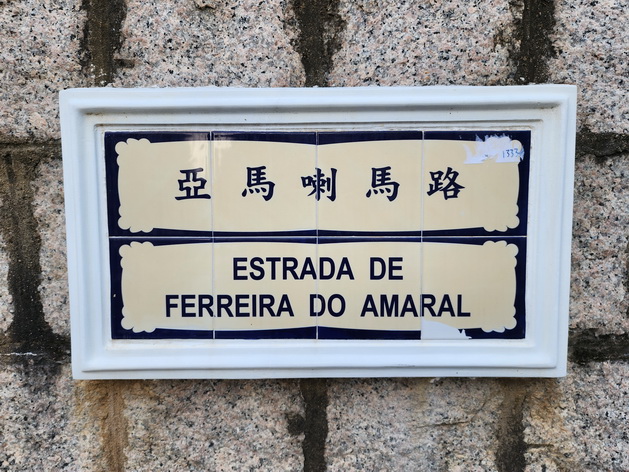 亞馬喇馬路
ESTRADA DE
FERREIRA DO AMARAL